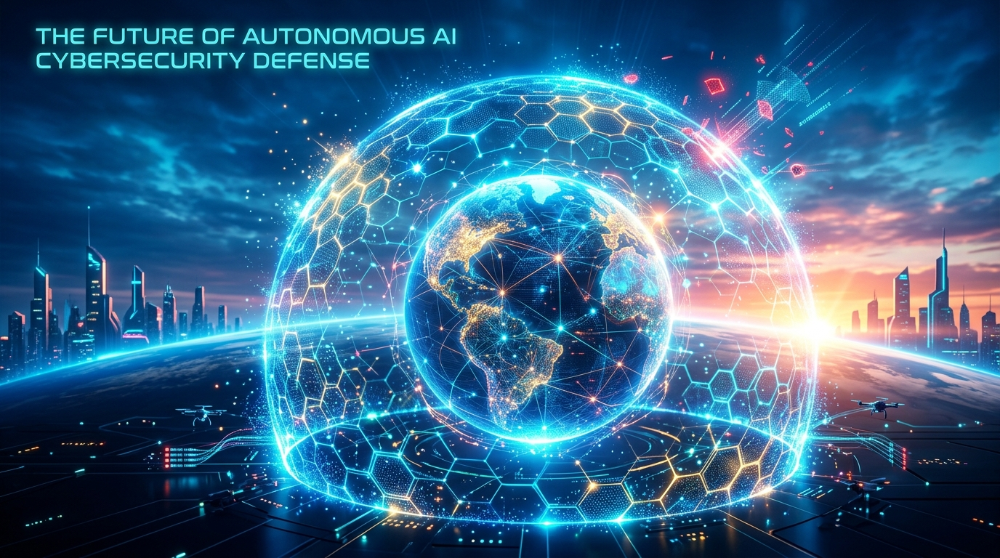 THE FUTURE OF AUTONOMOUS AI
CYBERSECURITY DEFENSE